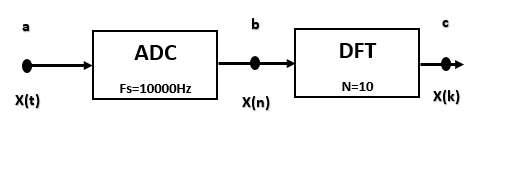 a
b
c
ADC
DFT
Fs=10000Hz
N=10
X(t)
X(n)
X(k)